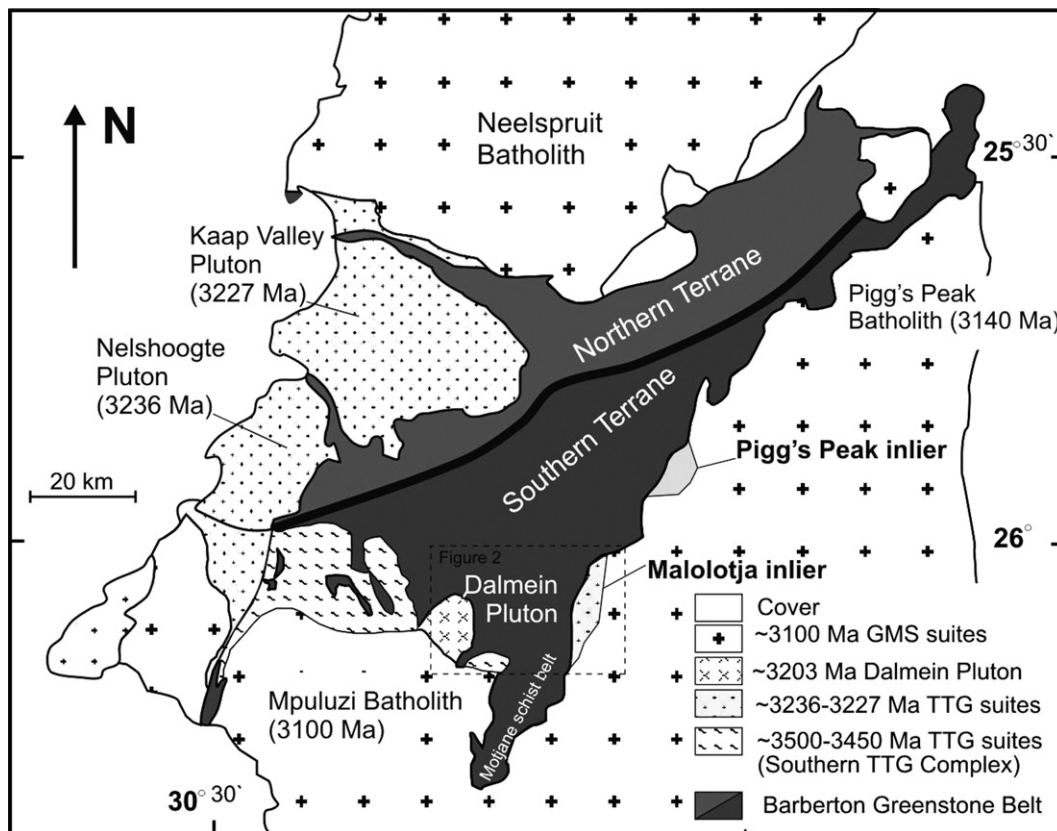 N
Neelspruit
Batholith
25° 30`
Kaap Valley
Pluton
(3227 Ma)
Northern Terrane
Pigg's Peak
Batholith (3140 Ma)
Nelshoogte
Pluton
(3236 Ma)
Southern Terrane
Pigg's Peak inlier
20 km
26°
Figure 2
Malolotja inlier
Dalmein
Pluton
Mpuluzi Batholith
(3100 Ma)
Motjane schist belt
30° 30`
Cover
~3100 Ma GMS suites
~3203 Ma Dalmein Pluton
~3236-3227 Ma TTG suites
~3500-3450 Ma TTG suites
(Southern TTG Complex)
Barberton Greenstone Belt